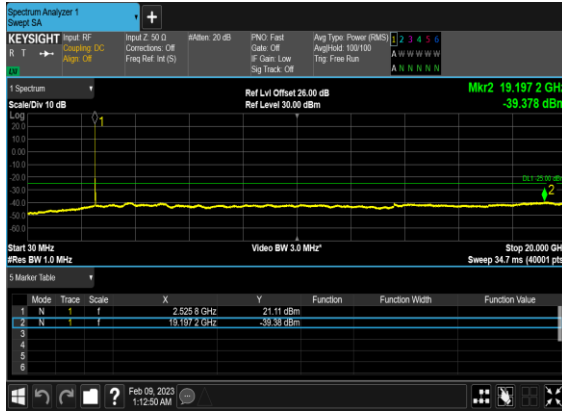 Spectrum Analyzer 1
Swept SA
KEYSIGHT Input: RF Input Z: 50 Ω #Atten: 20 dB PNO: Fast Avg Type: Power (RMS) 1 2 3 4 5 6
R T Coupling: DC Corrections: Off Gate: Off Avg|Hold: 100/100 A W W W W W
Align: Off Freq Ref: Int (S) IF Gain: Low Trig: Free Run
LU Sig Track: Off A N N N N N
1 Spectrum Ref Lvl Offset 26.00 dB Mkr2 19.197 2 GHz
Scale/Div 10 dB Ref Level 30.00 dBm -39.378 dBm
Log
20.0
10.0
0.00
-10.0
-20.0
-30.0
-40.0
-50.0
-60.0
1
DL1 -25.00 dBm
2
Start 30 MHz Video BW 3.0 MHz* Stop 20.000 GH
#Res BW 1.0 MHz Sweep 34.7 ms (40001 pts
5 Marker Table
Mode Trace Scale X Y Function Function Width Function Value
1 N 1 f 2.525 8 GHz 21.11 dBm
2 N 1 f 19.197 2 GHz -39.38 dBm
3
4
5
6
? Feb 09, 2023
1:12:50 AM